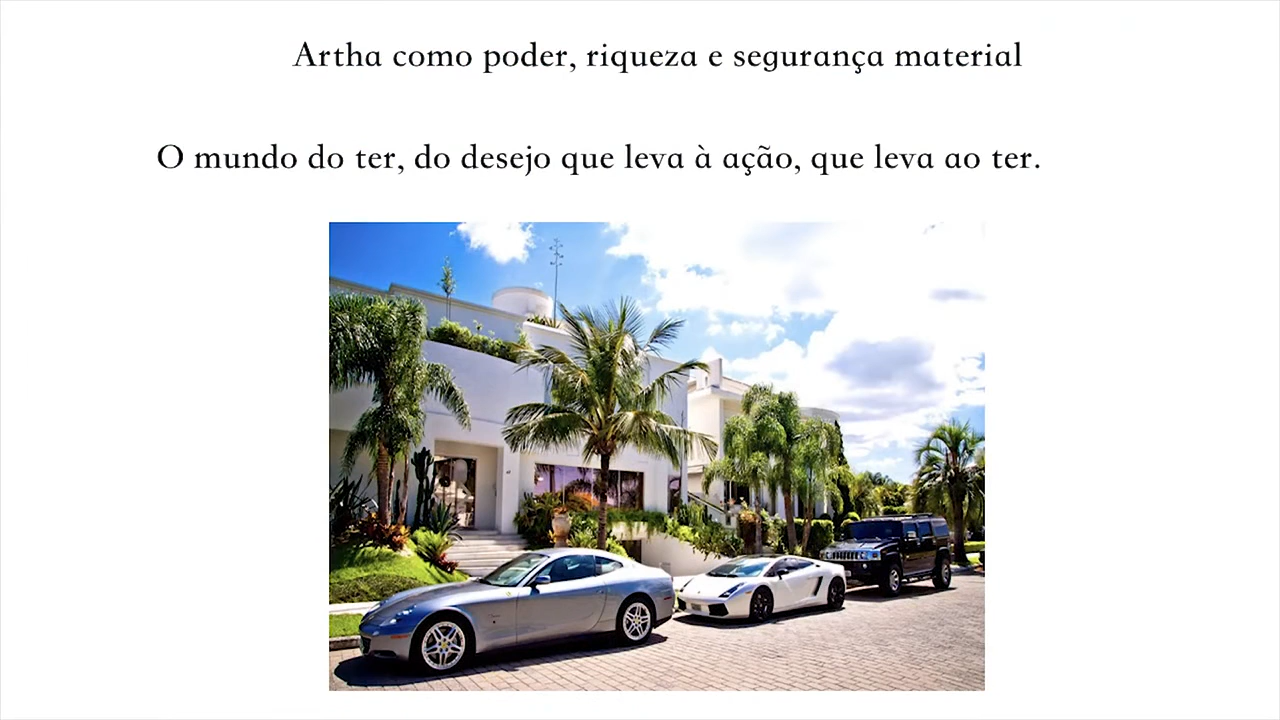 Artha como poder, riqueza e segurança material
O mundo do ter, do desejo que leva à ação, que leva ao ter.